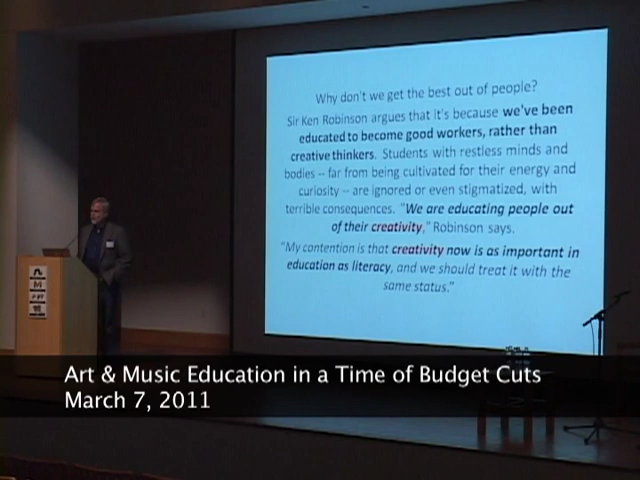 Why don't we get the best out of people?
Sir Ken Robinson argues that it's because we've been
educated to become good workers, rather than
creative thinkers. Students with restless minds and
bodies – far from being cultivated for their energy and
curiosity – are ignored or even stigmatized, with
terrible consequences. "We are educating people out
of their creativity," Robinson says.
"My contention is that creativity now is as important in
education as literacy, and we should treat it with the
same status."
Art & Music Education in a Time of Budget Cuts
March 7, 2011